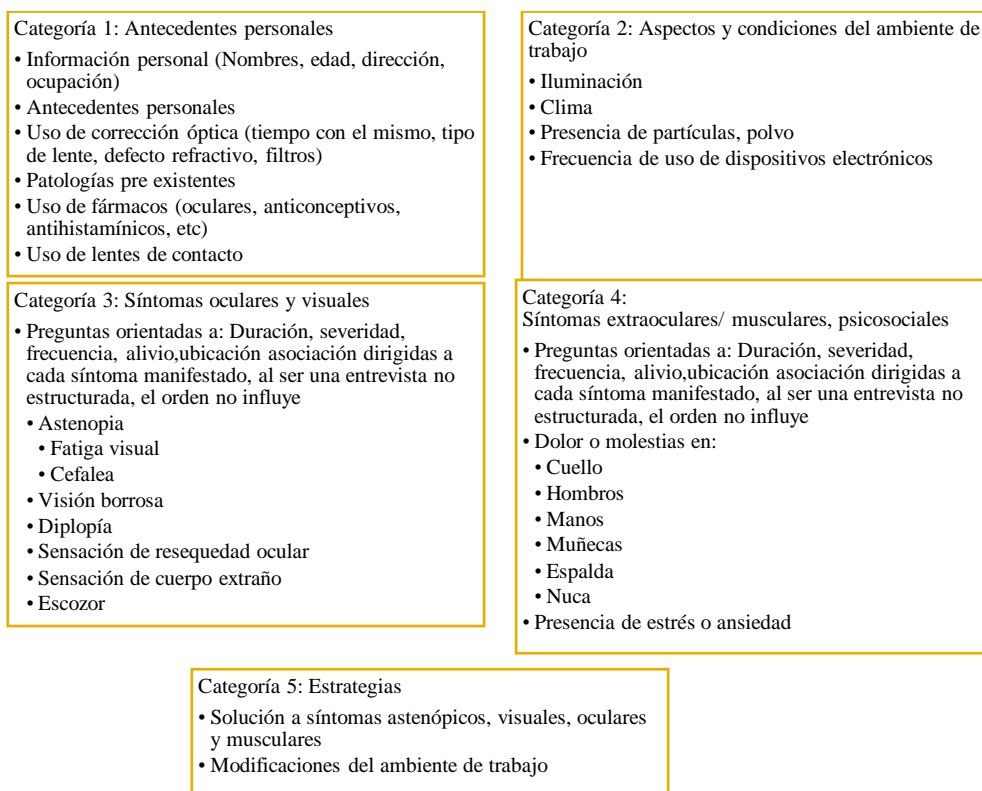 Categoría 1: Antecedentes personales
• Información personal (Nombres, edad, dirección,
ocupación)
• Antecedentes personales
• Uso de corrección óptica (tiempo con el mismo, tipo
de lente, defecto refractivo, filtros)
• Patologías pre existentes
• Uso de fármacos (oculares, anticonceptivos,
antihistamínicos, etc)
• Uso de lentes de contacto
Categoría 2: Aspectos y condiciones del ambiente de
trabajo
• Iluminación
• Clima
• Presencia de partículas, polvo
• Frecuencia de uso de dispositivos electrónicos
Categoría 3: Síntomas oculares y visuales
• Preguntas orientadas a: Duración, severidad,
frecuencia, alivio,ubicación asociación dirigidas a
cada síntoma manifestado, al ser una entrevista no
estructurada, el orden no influye
• Astenopia
• Fatiga visual
• Cefalea
• Visión borrosa
• Diplopía
• Sensación de resequedad ocular
• Sensación de cuerpo extraño
• Escozor
Categoría 4:
Síntomas extraoculares/ musculares, psicosociales
• Preguntas orientadas a: Duración, severidad,
frecuencia, alivio,ubicación asociación dirigidas a
cada síntoma manifestado, al ser una entrevista no
estructurada, el orden no influye
• Dolor o molestias en:
• Cuello
• Hombros
• Manos
• Muñecas
• Espalda
• Nuca
• Presencia de estrés o ansiedad
Categoría 5: Estrategias
• Solución a síntomas astenópicos, visuales, oculares
y musculares
• Modificaciones del ambiente de trabajo